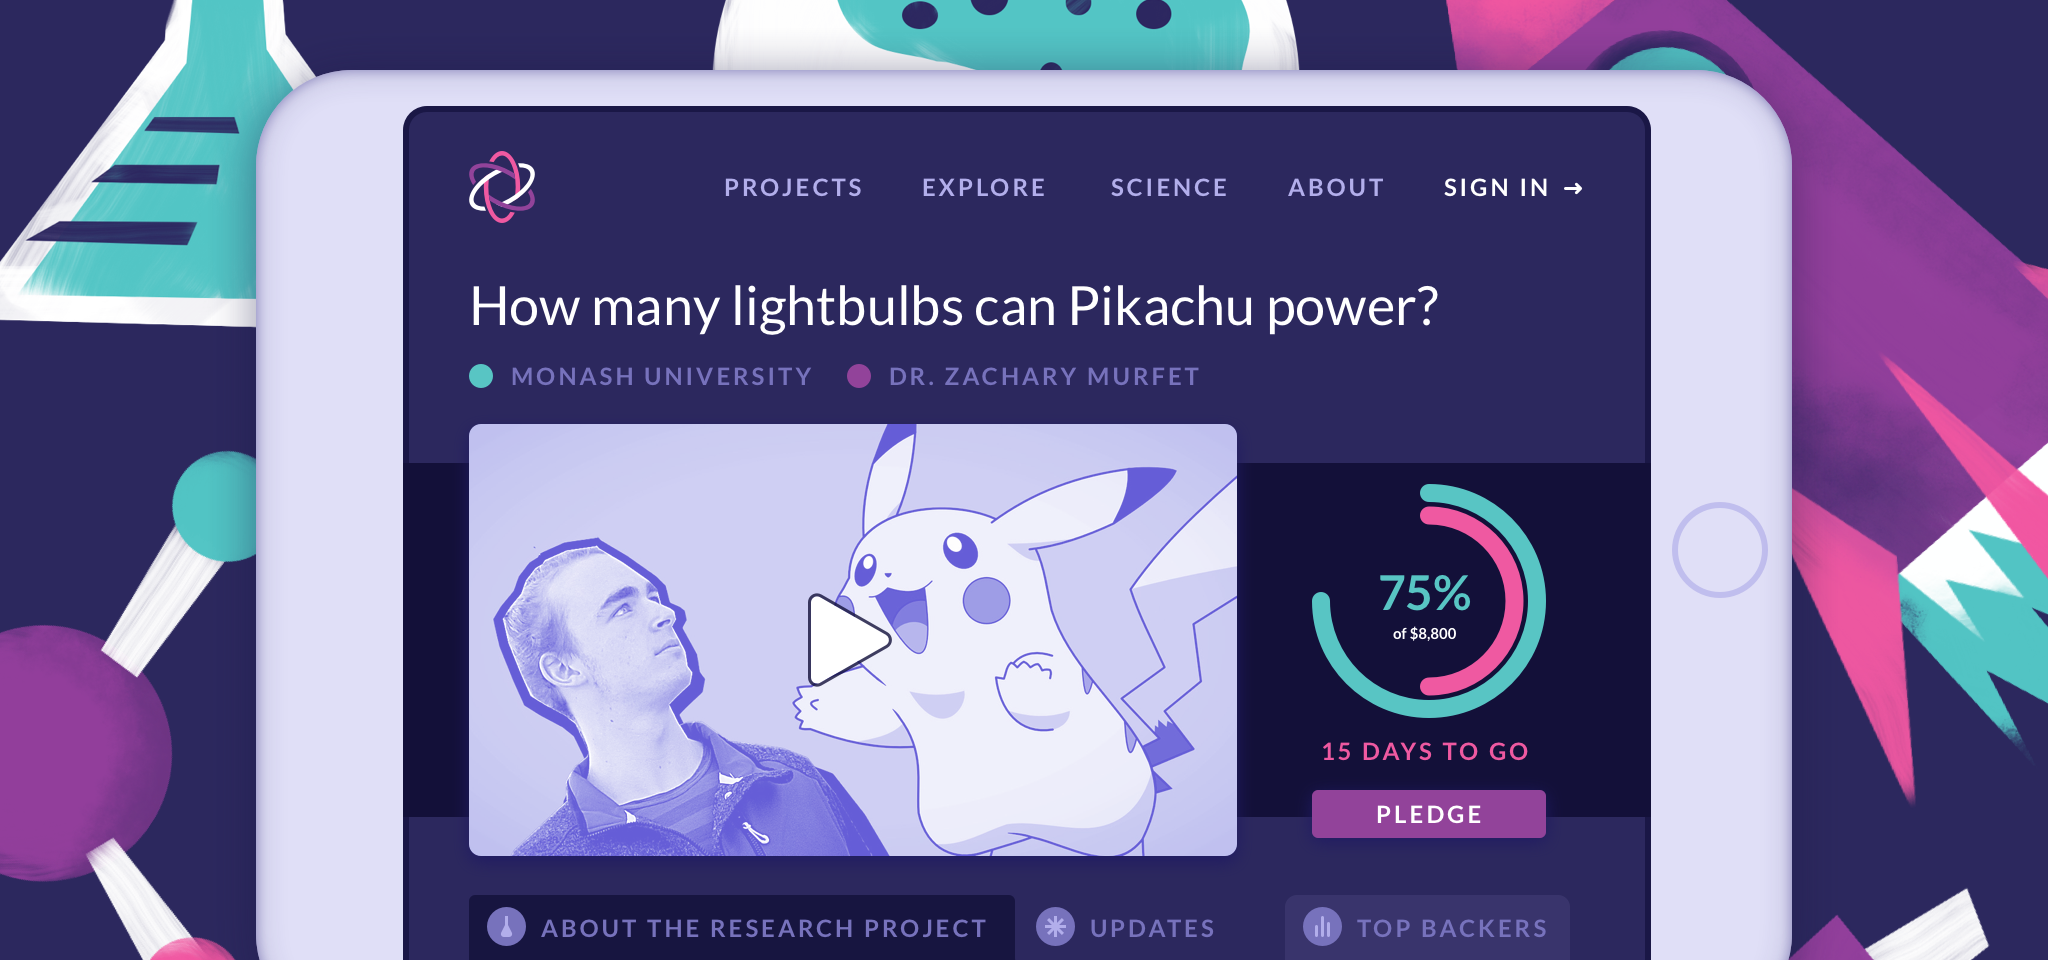 PROJECTS EXPLORE SCIENCE ABOUT SIGN IN →
How many lightbulbs can Pikachu power?
MONASH UNIVERSITY DR. ZACHARY MURFET
75%
of $8,800
15 DAYS TO GO
PLEDGE
ABOUT THE RESEARCH PROJECT UPDATES TOP BACKERS